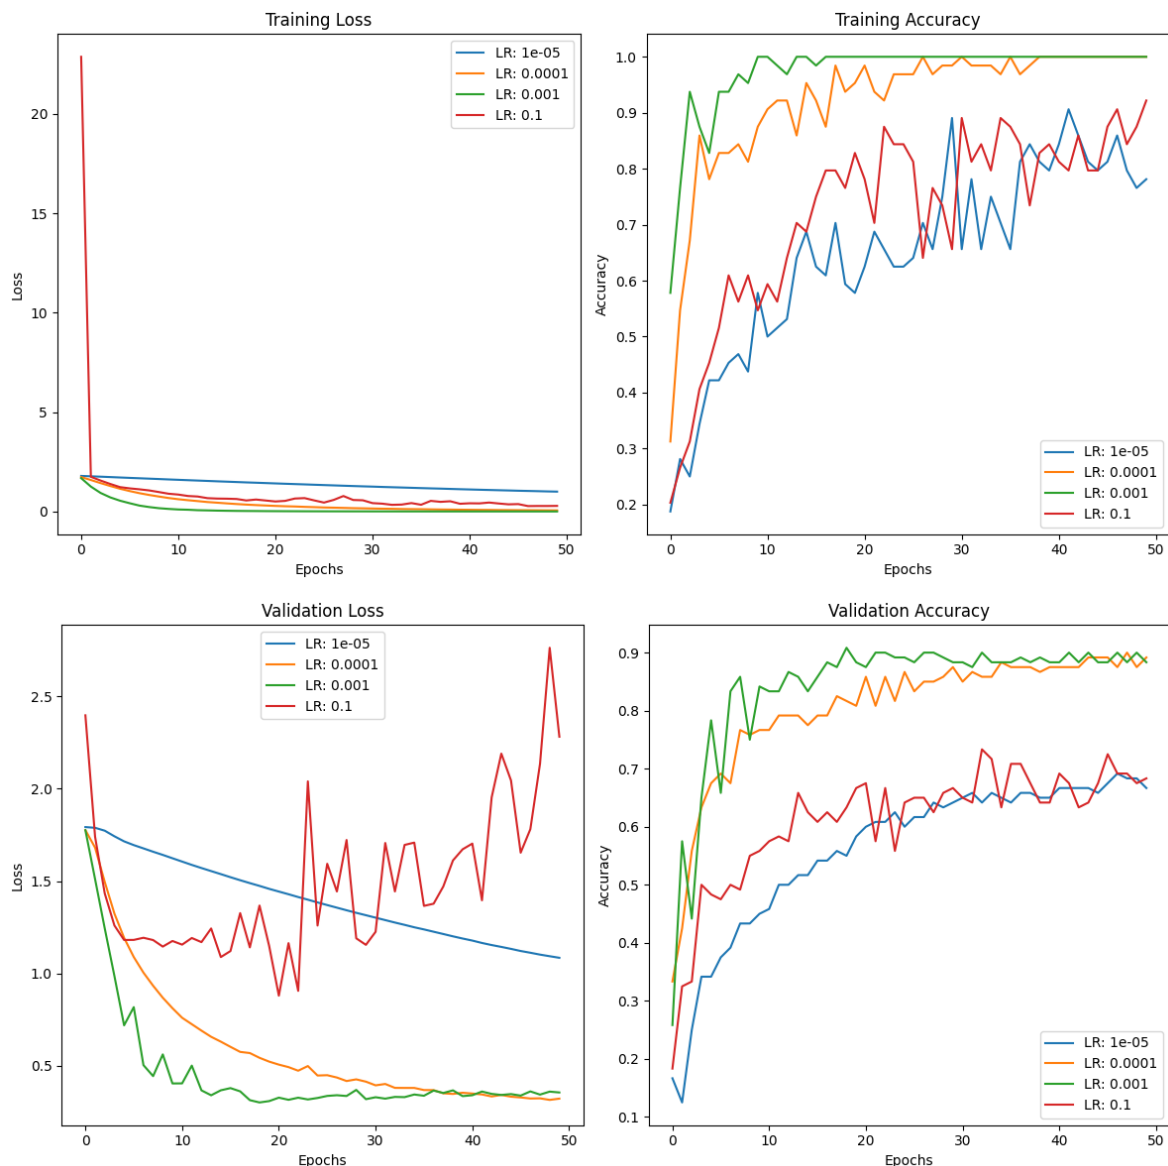 Training Loss
Loss
20
15
10
5
0
LR: 1e-05
LR: 0.0001
LR: 0.001
LR: 0.1
0 10 20 30 40 50
Epochs
Training Accuracy
Accuracy
1.0
0.9
0.8
0.7
0.6
0.5
0.4
0.3
0.2
LR: 1e-05
LR: 0.0001
LR: 0.001
LR: 0.1
0 10 20 30 40 50
Epochs
Validation Loss
Loss
2.5
2.0
1.5
1.0
0.5
LR: 1e-05
LR: 0.0001
LR: 0.001
LR: 0.1
0 10 20 30 40 50
Epochs
Validation Accuracy
Accuracy
0.9
0.8
0.7
0.6
0.5
0.4
0.3
0.2
0.1
LR: 1e-05
LR: 0.0001
LR: 0.001
LR: 0.1
0 10 20 30 40 50
Epochs